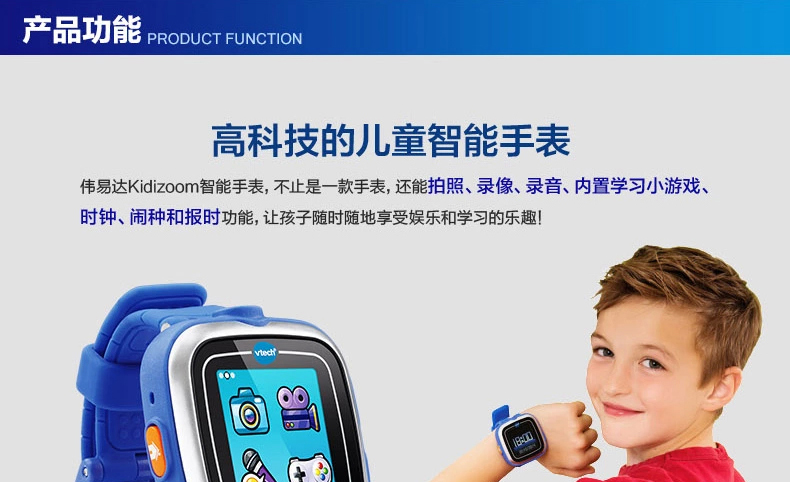 产品功能 PRODUCT FUNCTION
高科技的儿童智能手表
伟易达Kidizoom智能手表, 不止是一款手表, 还能拍照、录像、录音、内置学习小游戏、
时钟、闹种和报时功能, 让孩子随时随地享受娱乐和学习的乐趣!
vtech
18:00